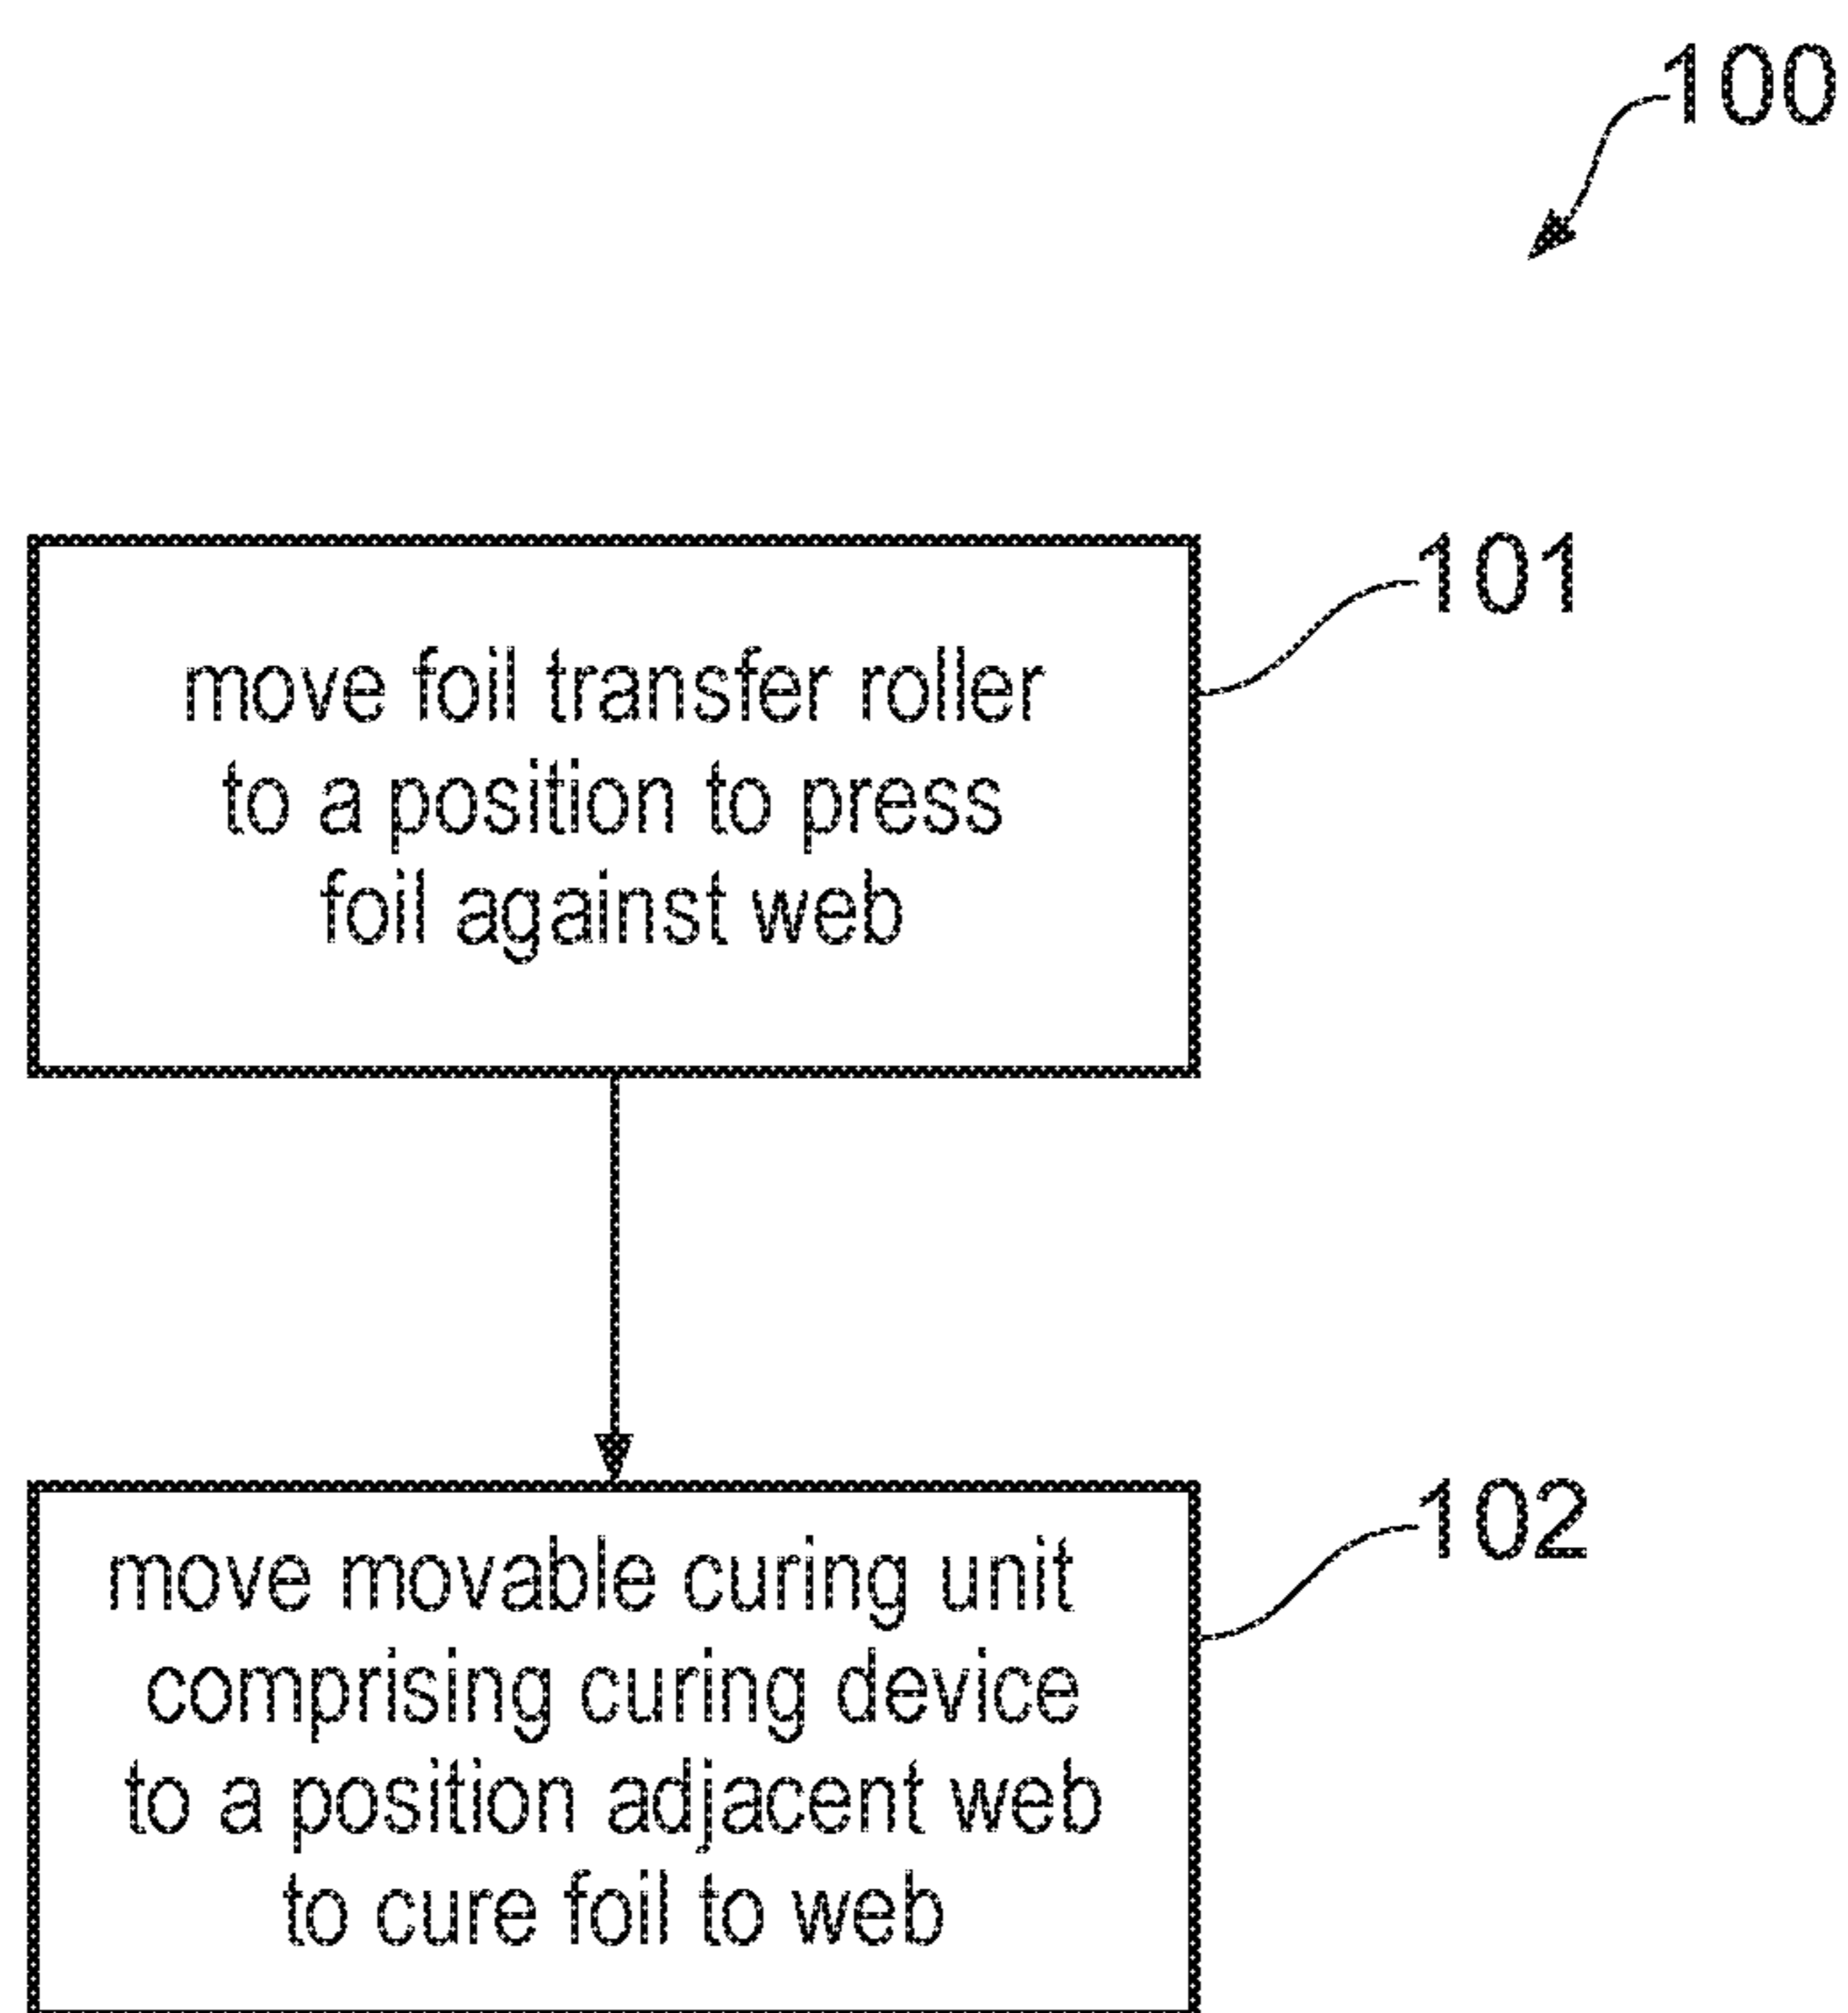 100
101
move foil transfer roller
to a position to press
foil against web
102
move movable curing unit
comprising curing device
to a position adjacent web
to cure foil to web